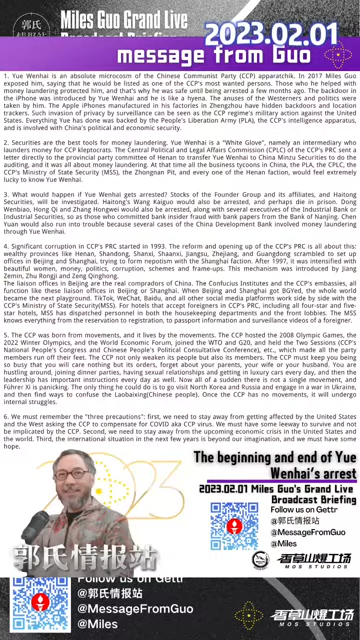 郭氏
Miles Guo Grand Live
Broadcast Briefing
2023.02.01
message from Guo
1. Yue Wenhai is an absolute microcosm of the Chinese Communist Party (CCP) apparatchik. In 2017 Miles Guo
exposed him, saying that he would be listed as one of the CCP's most wanted persons. Those who he helped with
money laundering protected him, and that's why he was safe until being arrested a few months ago. The backdoor in
the iPhone was introduced by Yue Wenhai and he is like a hyena. The anuses of the Westerners and politics were
taken by him. The Apple iPhones manufactured in his factories in Zhengzhou have hidden backdoors and location
trackers. Such invasion of privacy by surveillance can be seen as the CCP regime's military action against the United
States. Everything Yue has done was backed by the People's Liberation Army (PLA), the CCP's intelligence apparatus,
and is involved with China's political and economic security.
2. Securities are the best tools for money laundering. Yue Wenhai is a "White Glove", namely an intermediary who
launders money for CCP kleptocrats. The Central Political and Legal Affairs Commission (CPLC) of the CCP's PRC sent a
letter directly to the provincial party committee of Henan to transfer Yue Wenhai to China Minzu Securities to do the
auditing, and it was all about money laundering. At that time all the business tycoons in China, the PLA, the CPLC, the
CCP's Ministry of State Security (MSS), the Zhongnan Pit, and every one of the Henan faction, would feel extremely
lucky to know Yue Wenhai.
3. What would happen if Yue Wenhai gets arrested? Stocks of the Founder Group and its affiliates, and Haitong
Securities, will be investigated. Haitong's Wang Kaiguo would also be arrested, and perhaps die in prison. Dong
Wenbiao, Hong Qi and Zhang Hongwei would also be arrested, along with several executives of the Industrial Bank or
Industrial Securities, so as those who committed bank insider fraud with bank papers from the Bank of Nanjing. Chen
Yuan would also run into trouble because several cases of the China Development Bank involved money laundering
through Yue Wenhai.
4. Significant corruption in CCP's PRC started in 1993. The reform and opening up of the CCP's PRC is all about this:
wealthy provinces like Henan, Shandong, Shanxi, Shaanxi, Jiangsu, Zhejiang, and Guangdong scrambled to set up
offices in Beijing and Shanghai, trying to form nepotism with the Shanghai faction. After 1997, it was intensified with
beautiful women, money, politics, corruption, schemes and frame-ups. This mechanism was introduced by Jiang
Zemin, Zhu Rongji and Zeng Qinghong.
The liaison offices in Beijing are the real compradors of China. The Confucius Institutes and the CCP's embassies, all
function like these liaison offices in Beijing or Shanghai. When Beijing and Shanghai got BGYed, the whole world
became the next playground. TikTok, WeChat, Baidu, and all other social media platforms work side by side with the
CCP's Ministry of State Security(MSS). For hotels that accept foreigners in CCP's PRC, including all four-star and five-
star hotels, MSS has dispatched personnel in both the housekeeping departments and the front lobbies. The MSS
knows everything from the reservation to registration, to passport information and surveillance videos of a foreigner.
5. The CCP was born from movements, and it lives by the movements. The CCP hosted the 2008 Olympic Games, the
2022 Winter Olympics, and the World Economic Forum, joined the WTO and G20, and held the Two Sessions (CCP's
National People's Congress and Chinese People's Political Consultative Conference), etc., which made all the party
members run off their feet. The CCP not only weaken its people but also its members. The CCP must keep you being
so busy that you will care nothing but its orders, forget about your parents, your wife or your husband. You are
hustling around, joining dinner parties, having sexual relationships and getting in luxury cars every day, and then the
leadership has important instructions every day as well. Now all of a sudden there is not a single movement, and
Führer Xi is panicking. The only thing he could do is to go visit North Korea and Russia and engage in a war in Ukraine,
and then find ways to confuse the Laobaixing(Chinese people). Once the CCP has no movements, it will undergo
internal struggles.
6. We must remember the "three precautions": first, we need to stay away from getting affected by the United States
and the West asking the CCP to compensate for COVID aka CCP virus. We must have some leeway to survive and not
be implicated by the CCP. Second, we need to stay away from the upcoming economic crisis in the United States and
the world. Third, the international situation in the next few years is beyond our imagination, and we must have some
hope.
The beginning and end of Yue
Wenhai's arrest
2023.02.01 Miles Guo's Grand Live
Broadcast Briefing
Follow us on Gettr
@郭氏情报站
@MessageFromGuo
@Miles
郭氏情报站
香草山爆工场
MOS STUDIOS
Follow us on Gettr
@郭氏情报站
@MessageFromGuo
@Miles
香草山爆工场
MOS STUDIOS